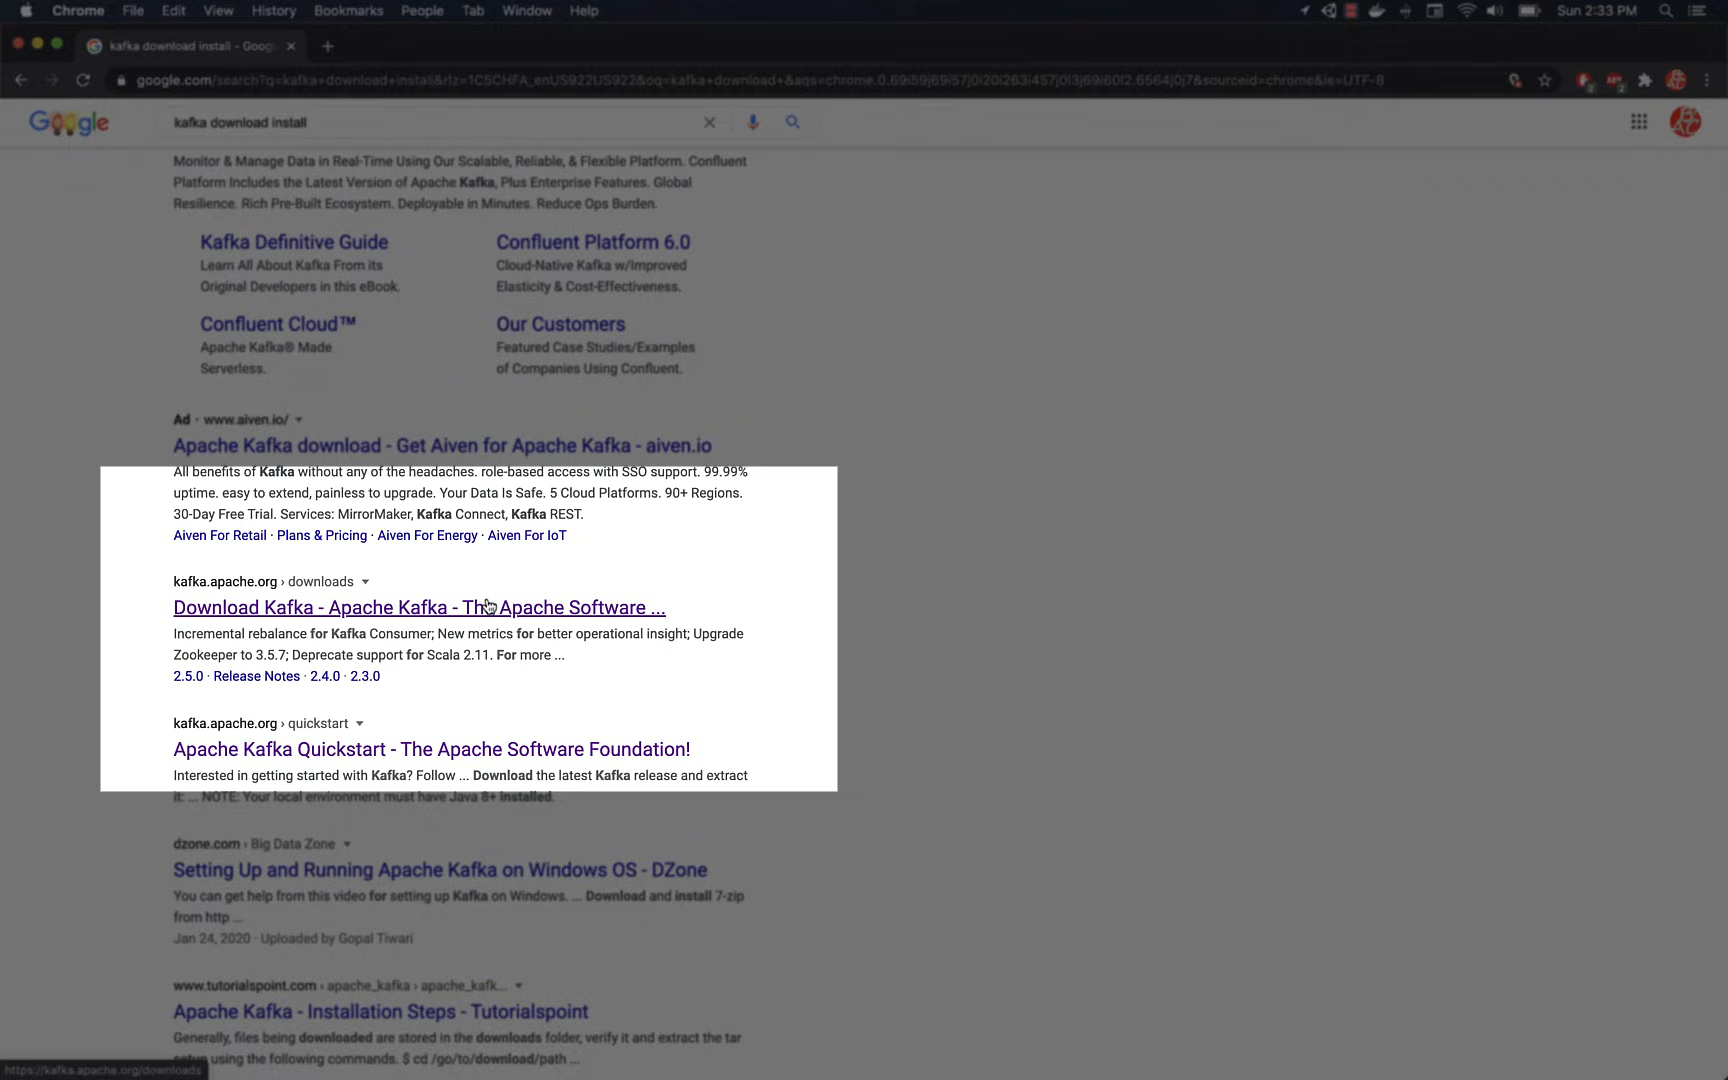 Chrome File Edit View History Bookmarks People Tab Window Help
Sun 2:33 PM
kafka download install - Goog
google.com/search?q=kafka+download+install&rlz=1C5CHFA_enUS922US922&oq=kafka+download+&aqs=chrome.0.69i59j69i57j0i20i263i457j0l3j69i60l2.6564j0j7&sourceid=chrome&ie=UTF-8
Google
kafka download install
Monitor & Manage Data in Real-Time Using Our Scalable, Reliable, & Flexible Platform. Confluent
Platform Includes the Latest Version of Apache Kafka, Plus Enterprise Features. Global
Resilience. Rich Pre-Built Ecosystem. Deployable in Minutes. Reduce Ops Burden.
Kafka Definitive Guide
Learn All About Kafka From its
Original Developers in this eBook.
Confluent Platform 6.0
Cloud-Native Kafka w/Improved
Elasticity & Cost-Effectiveness.
Confluent Cloud™
Apache Kafka® Made
Serverless.
Our Customers
Featured Case Studies/Examples
of Companies Using Confluent.
Ad · www.aiven.io/
Apache Kafka download - Get Aiven for Apache Kafka - aiven.io
All benefits of Kafka without any of the headaches. role-based access with SSO support. 99.99%
uptime. easy to extend, painless to upgrade. Your Data Is Safe. 5 Cloud Platforms. 90+ Regions.
30-Day Free Trial. Services: MirrorMaker, Kafka Connect, Kafka REST.
Aiven For Retail · Plans & Pricing · Aiven For Energy · Aiven For IoT
kafka.apache.org › downloads
Download Kafka - Apache Kafka - The Apache Software ...
Incremental rebalance for Kafka Consumer; New metrics for better operational insight; Upgrade
Zookeeper to 3.5.7; Deprecate support for Scala 2.11. For more ...
2.5.0 · Release Notes · 2.4.0 · 2.3.0
kafka.apache.org › quickstart
Apache Kafka Quickstart - The Apache Software Foundation!
Interested in getting started with Kafka? Follow ... Download the latest Kafka release and extract
it: ... NOTE: Your local environment must have Java 8+ installed.
dzone.com › Big Data Zone
Setting Up and Running Apache Kafka on Windows OS - DZone
You can get help from this video for setting up Kafka on Windows. ... Download and install 7-zip
from http ...
Jan 24, 2020 · Uploaded by Gopal Tiwari
www.tutorialspoint.com › apache_kafka › apache_kafk...
Apache Kafka - Installation Steps - Tutorialspoint
Generally, files being downloaded are stored in the downloads folder, verify it and extract the tar
setup using the following commands. $ cd /go/to/download/path ...
https://kafka.apache.org/downloads